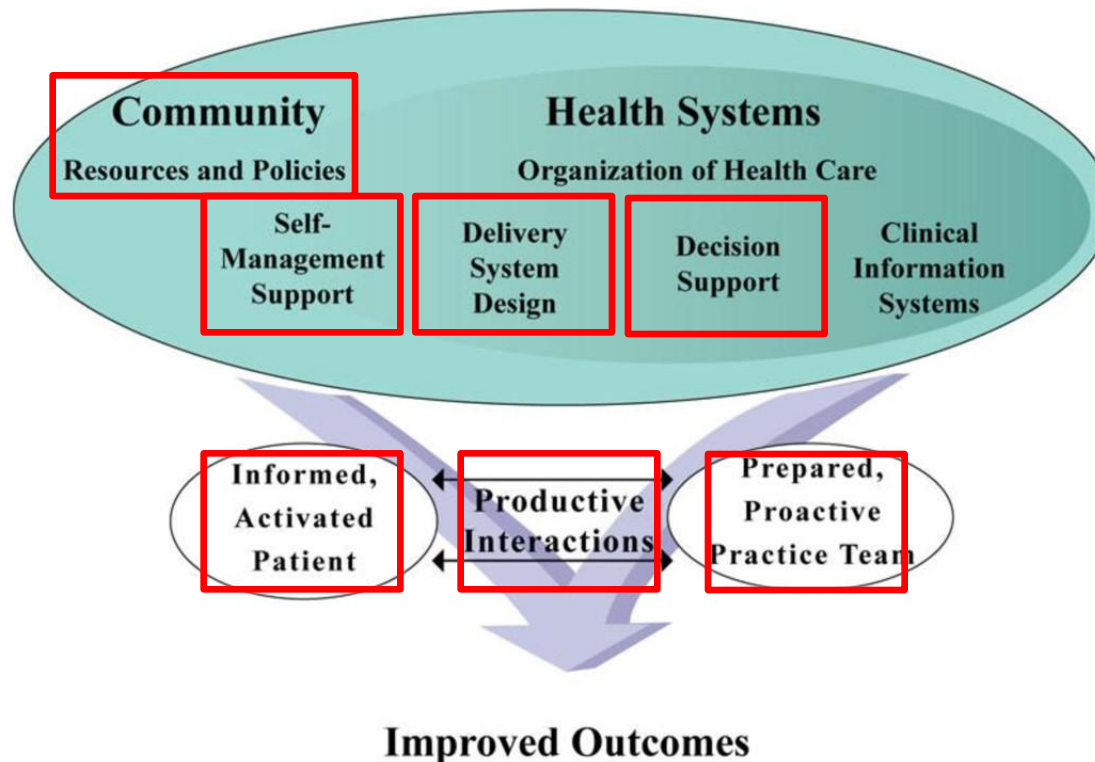 Community
Resources and Policies
Health Systems
Organization of Health Care
Self-
Management
Support
Delivery
System
Design
Decision
Support
Clinical
Information
Systems
Informed,
Activated
Patient
Productive
Interactions
Prepared,
Proactive
Practice Team
Improved Outcomes